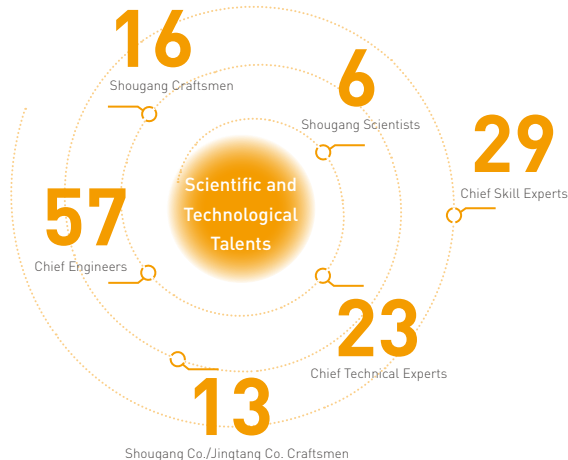 16
Shougang Craftsmen
6
Shougang Scientists
29
Chief Skill Experts
Scientific and
Technological
Talents
57
Chief Engineers
23
Chief Technical Experts
13
Shougang Co./Jingtang Co. Craftsmen